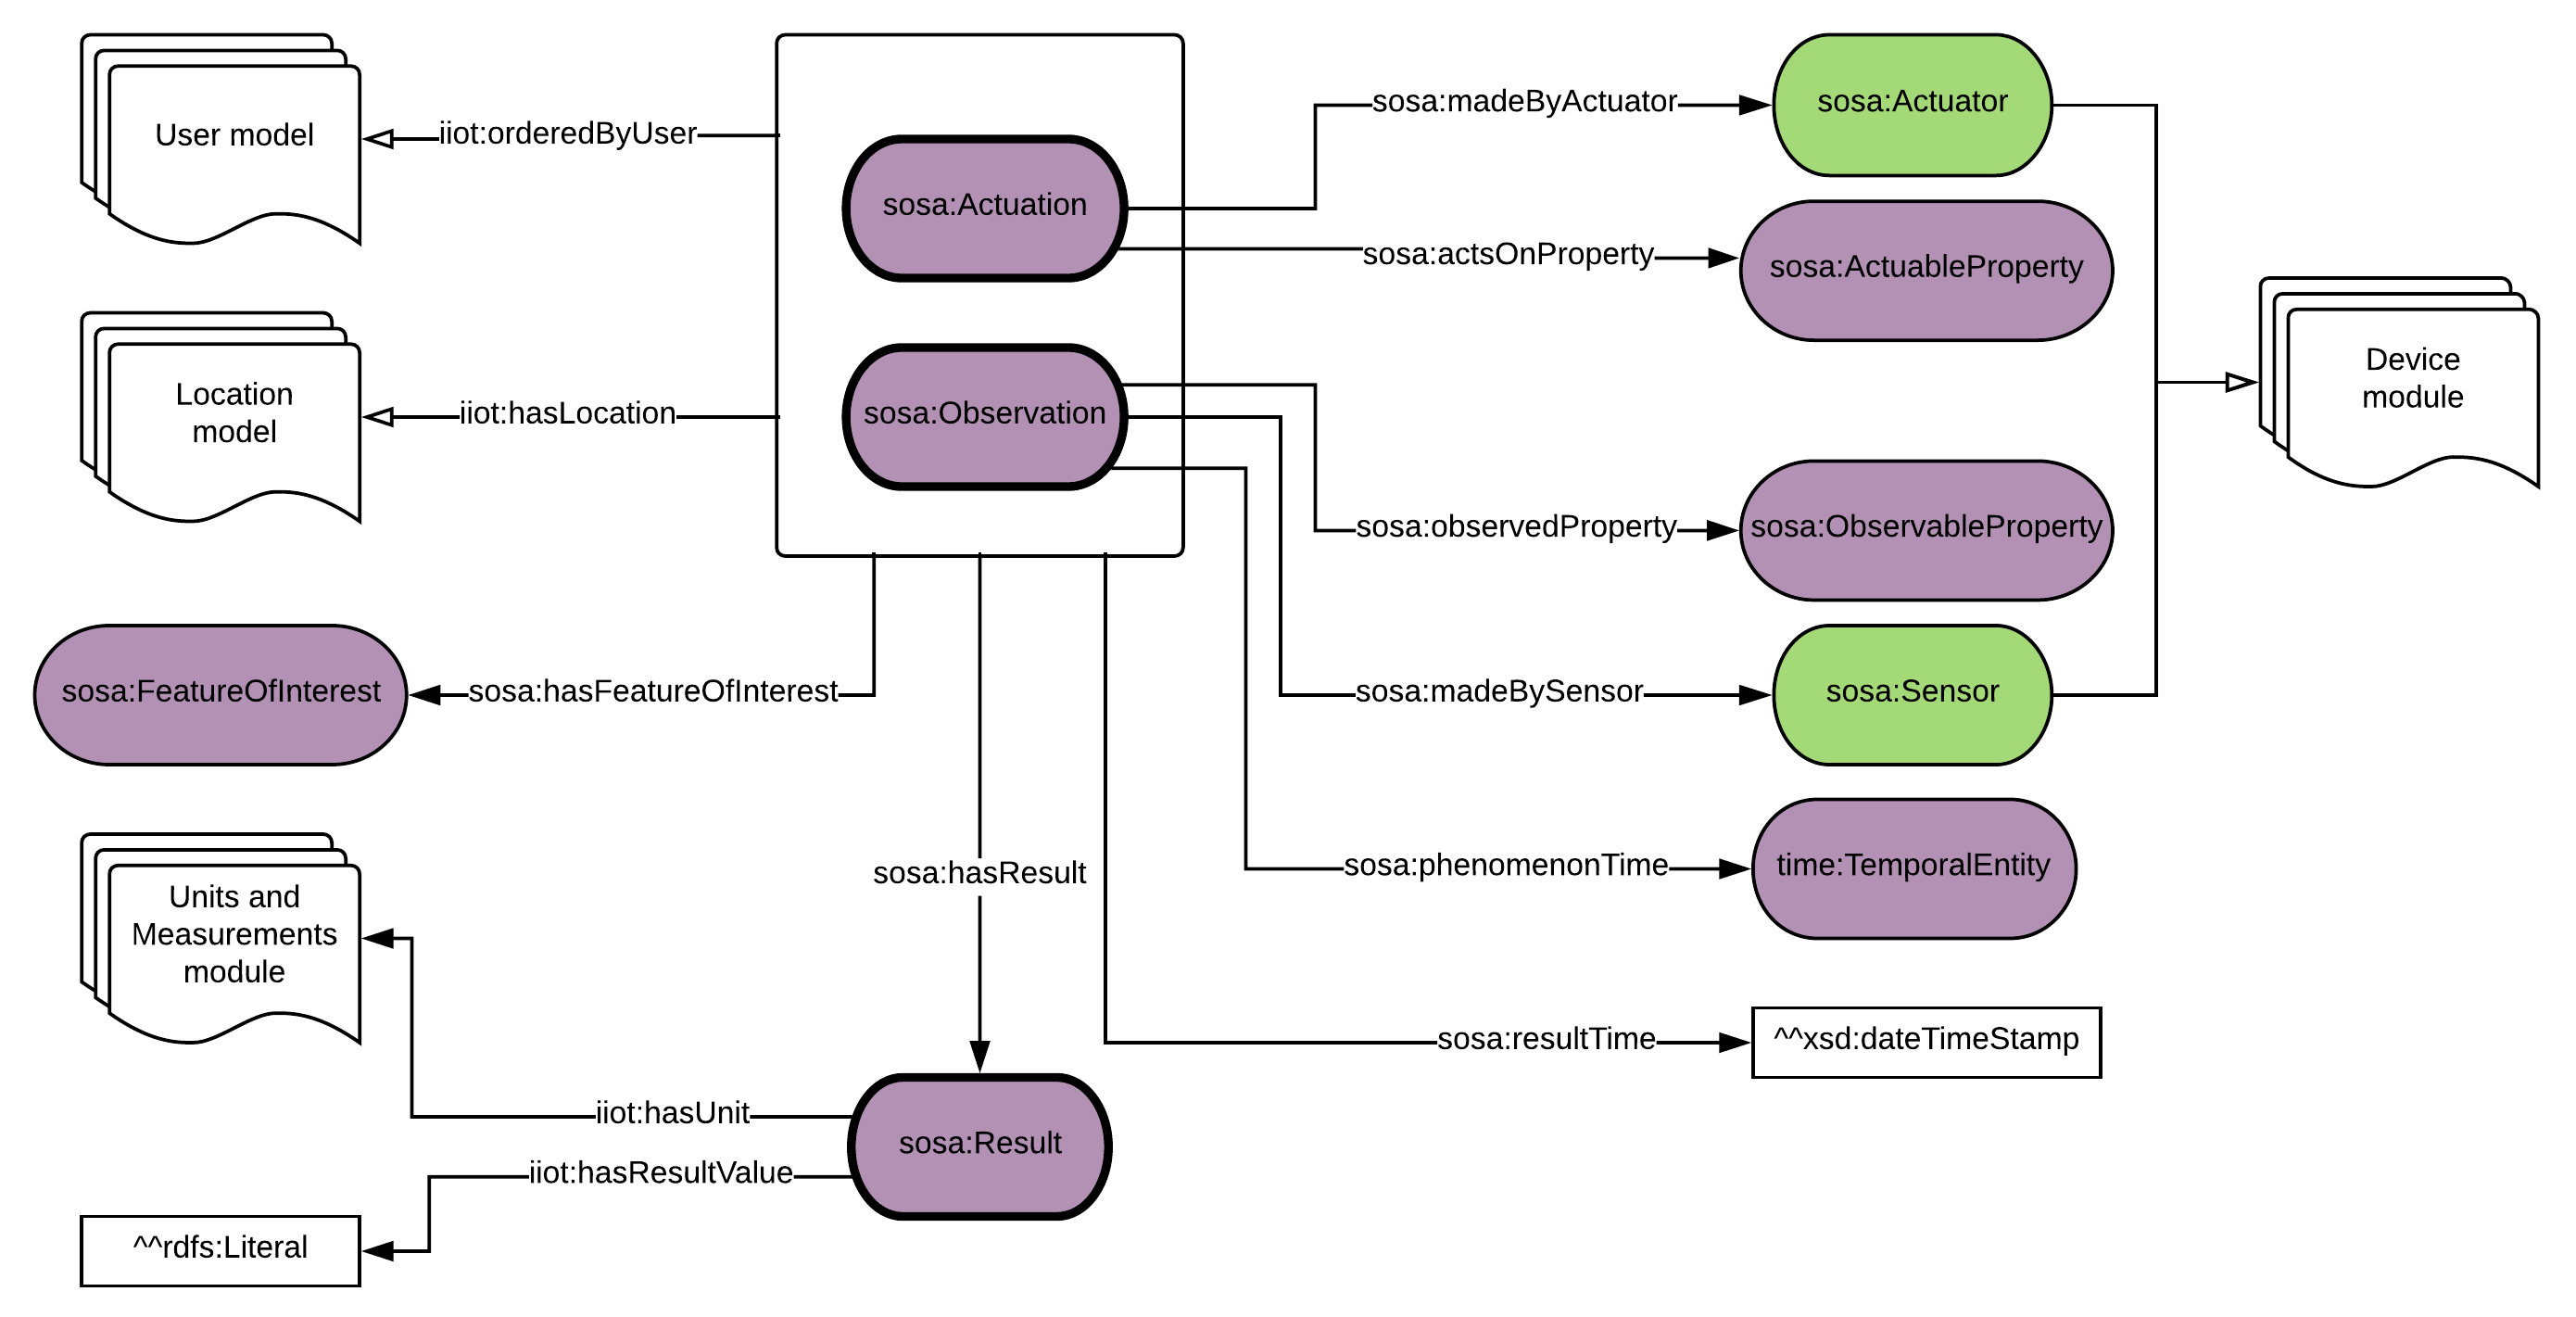 User model
iiot:orderedByUser
sosa:Actuation
sosa:madeByActuator
sosa:Actuator
sosa:actsOnProperty
sosa:ActuableProperty
Location
model
iiot:hasLocation
sosa:Observation
sosa:observedProperty
sosa:ObservableProperty
Device
module
sosa:FeatureOfInterest
sosa:hasFeatureOfInterest
sosa:madeBySensor
sosa:Sensor
sosa:hasResult
sosa:phenomenonTime
time:TemporalEntity
Units and
Measurements
module
sosa:resultTime
^^xsd:dateTimeStamp
iiot:hasUnit
sosa:Result
iiot:hasResultValue
^^rdfs:Literal